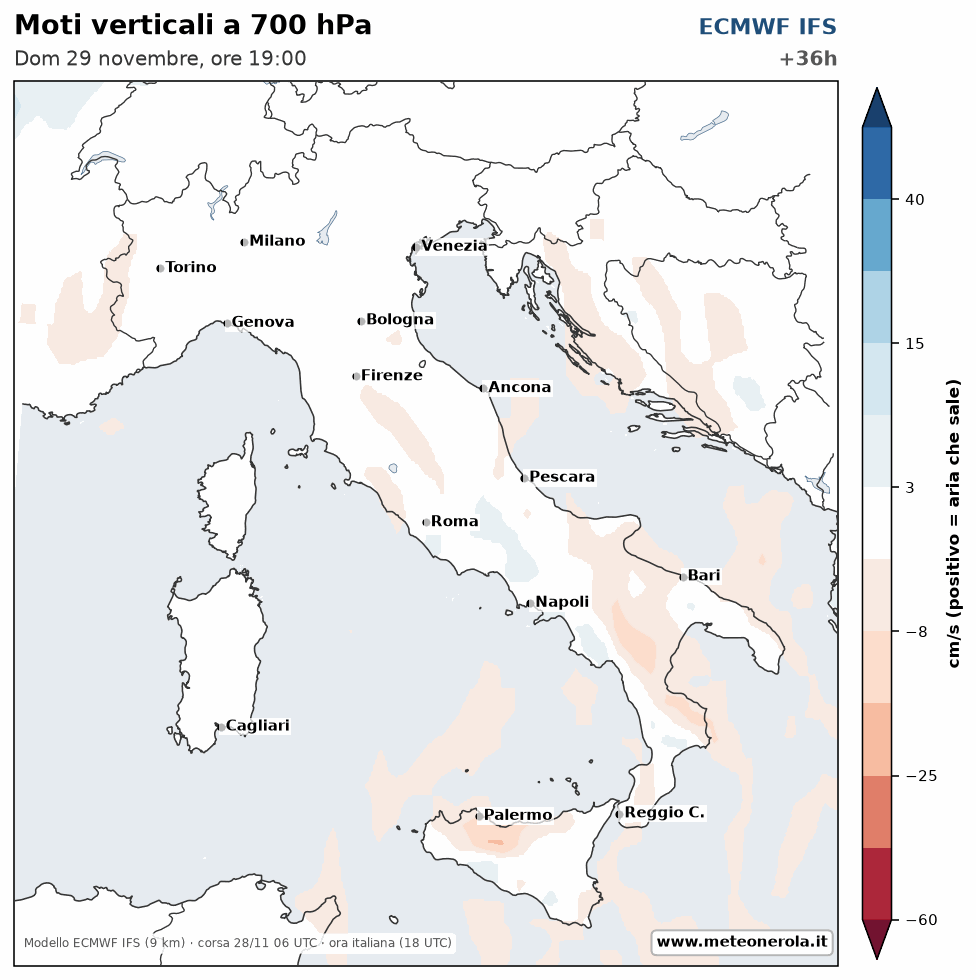 Moti verticali a 700 hPa
ECMWF IFS
Dom 29 novembre, ore 19:00
+36h
Milano
Venezia
Torino
Genova
Bologna
Firenze
Ancona
Pescara
Roma
Bari
Napoli
Cagliari
Palermo
Reggio C.
40
15
3
−8
−25
−60
cm/s (positivo = aria che sale)
Modello ECMWF IFS (9 km) · corsa 28/11 06 UTC · ora italiana (18 UTC)
www.meteonerola.it